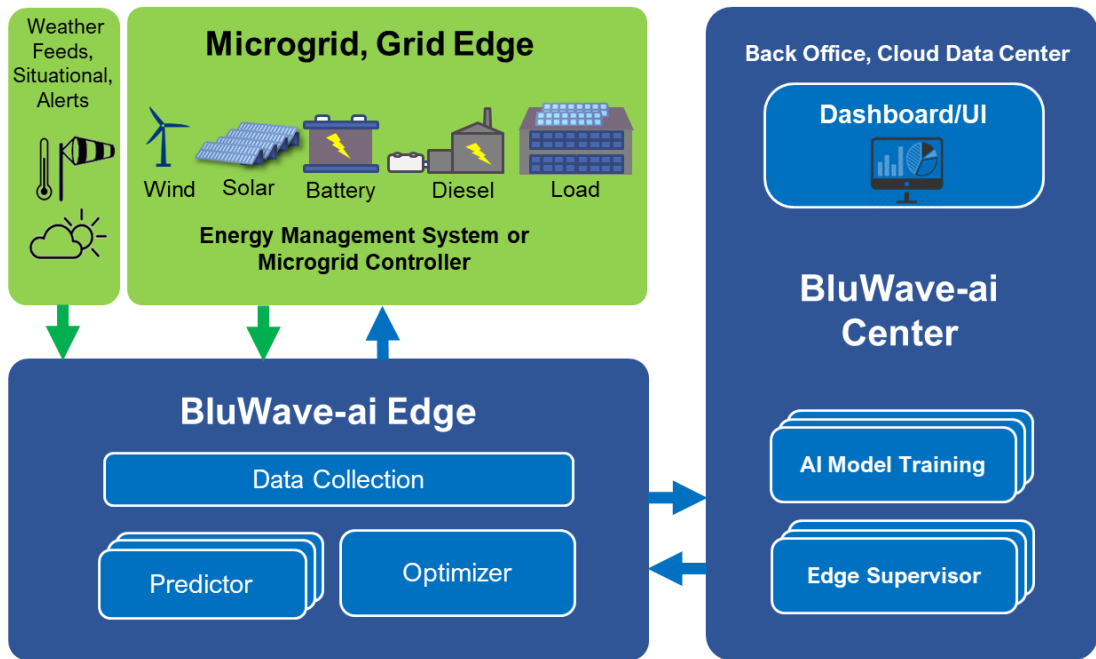 Weather
Feeds,
Situational,
Alerts
Microgrid, Grid Edge
Wind
Solar
Battery
Diesel
Load
Energy Management System or
Microgrid Controller
Back Office, Cloud Data Center
Dashboard/UI
BluWave-ai
Center
AI Model Training
Edge Supervisor
BluWave-ai Edge
Data Collection
Predictor
Optimizer